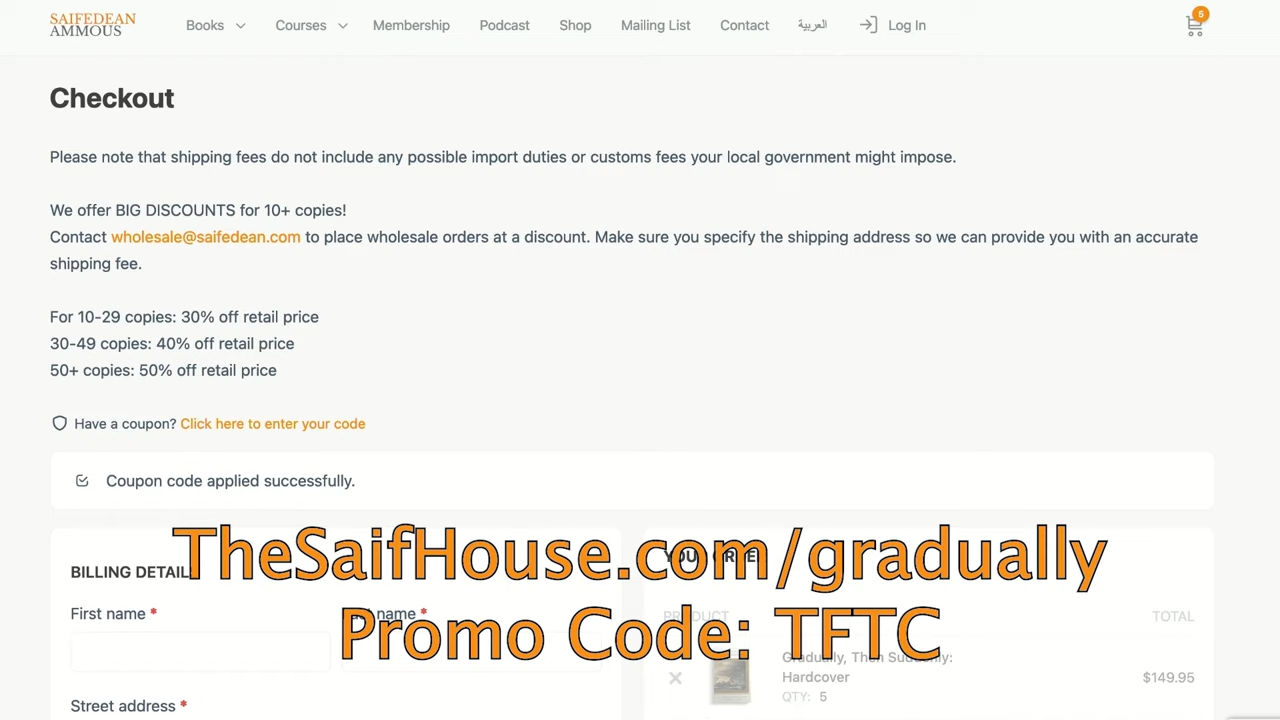 SAIFEDEAN
AMMOUS
Books
Courses
Membership
Podcast
Shop
Mailing List
Contact
العربية
Log In
5
Checkout
Please note that shipping fees do not include any possible import duties or customs fees your local government might impose.
We offer BIG DISCOUNTS for 10+ copies!
Contact wholesale@saifedean.com to place wholesale orders at a discount. Make sure you specify the shipping address so we can provide you with an accurate
shipping fee.
For 10-29 copies: 30% off retail price
30-49 copies: 40% off retail price
50+ copies: 50% off retail price
Have a coupon? Click here to enter your code
Coupon code applied successfully.
TheSaifHouse.com/gradually
Promo Code: TFTC
BILLING DETAILS
First name *
Last name *
Street address *
YOUR ORDER
PRODUCT
TOTAL
Gradually, Then Suddenly:
Hardcover
QTY: 5
$149.95